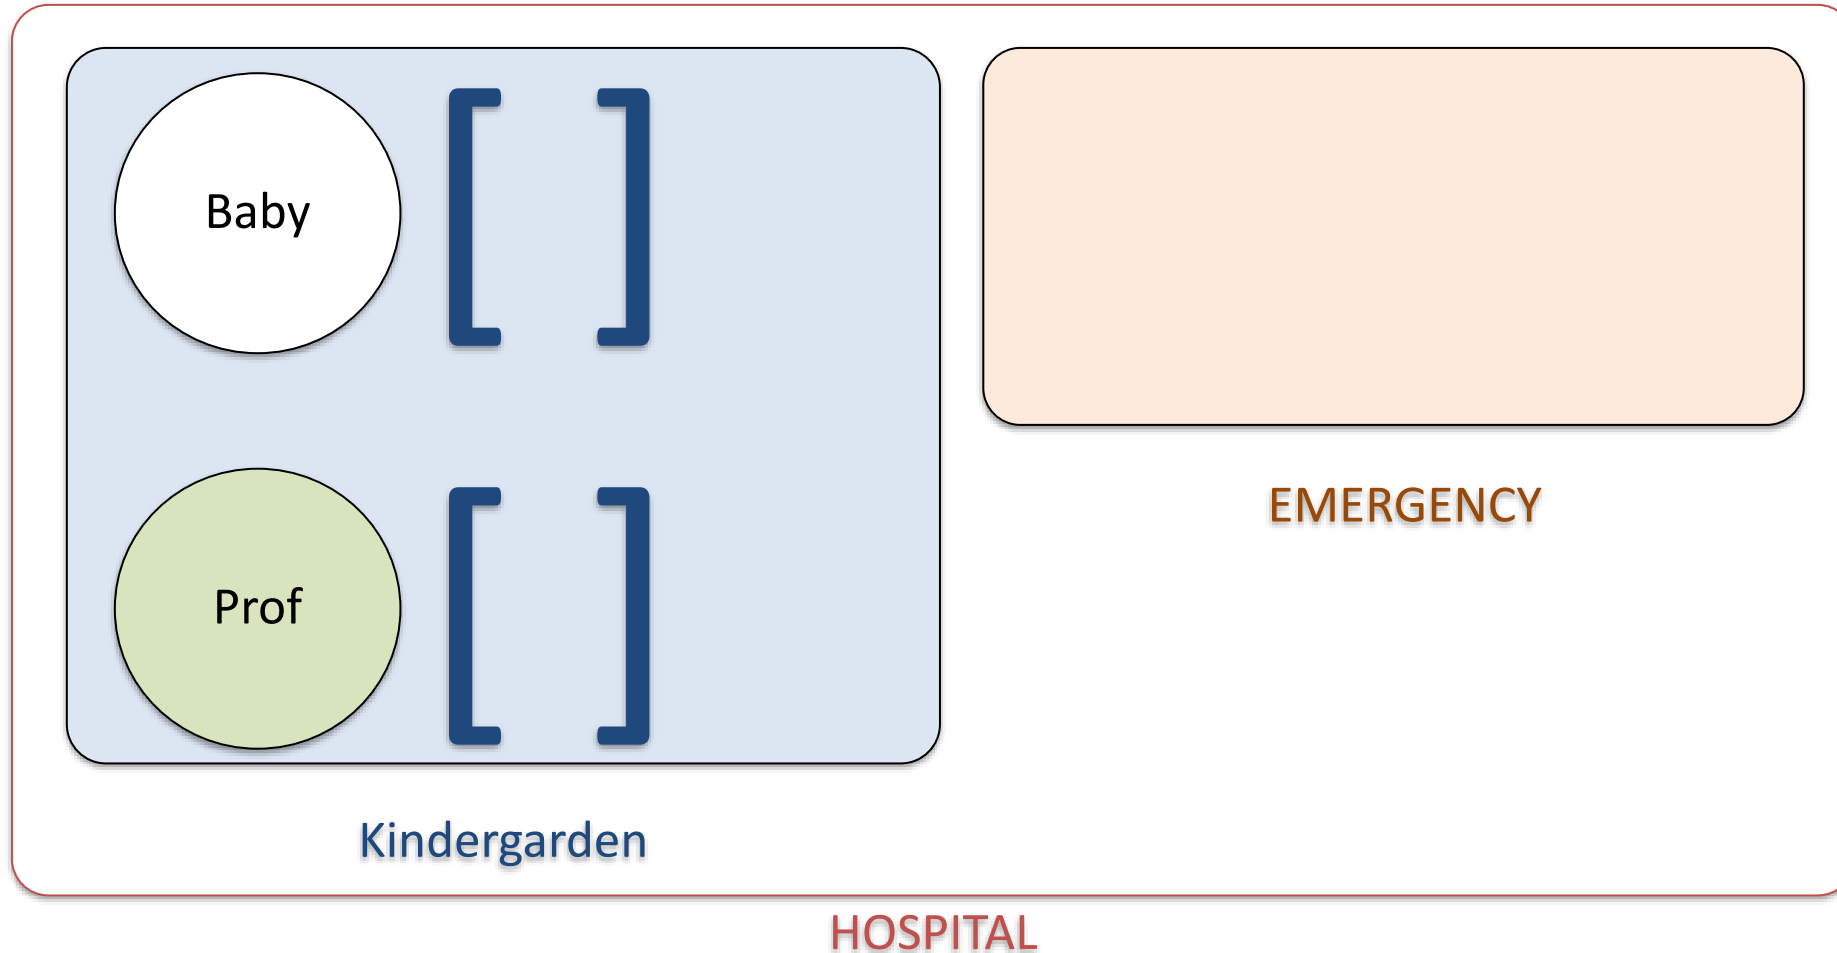 Baby
[ ]
Prof
[ ]
EMERGENCY
Kindergarden
HOSPITAL